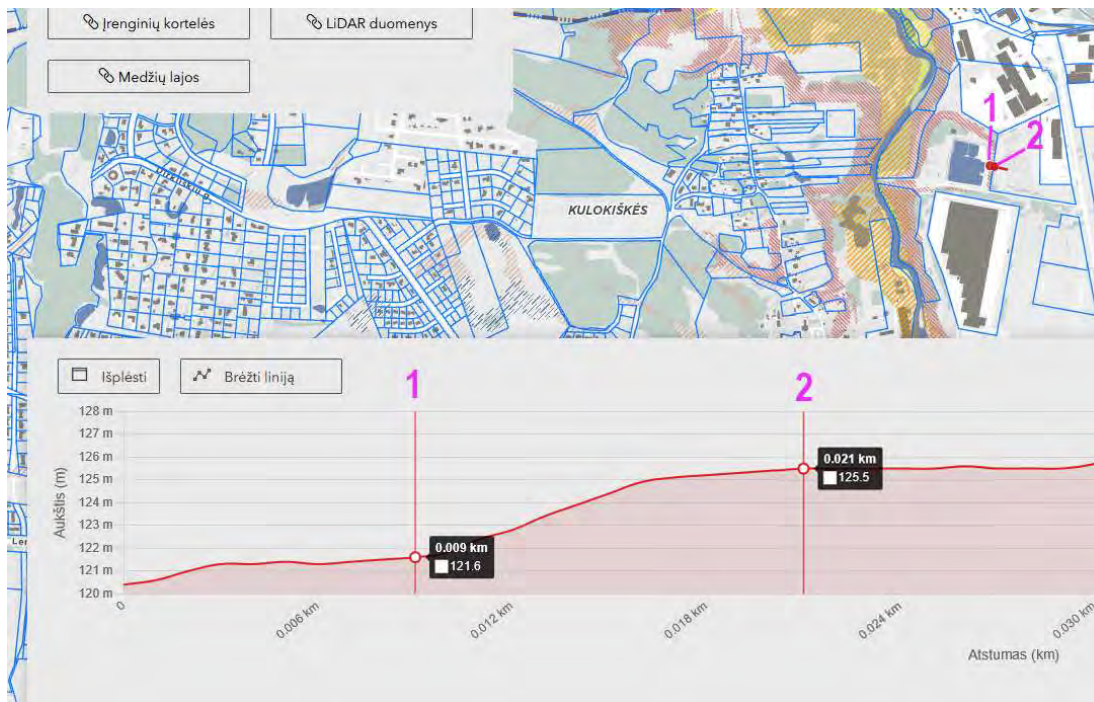 Įrenginių kortelės
LiDAR duomenys
Medžių lajos
1
2
KULOKIŠKĖS
Išplėsti
Brėžti liniją
1
2
128 m
127 m
126 m
125 m
124 m
123 m
122 m
121 m
120 m
Aukštis (m)
0.009 km
121.6
0.021 km
125.5
0
0.006 km
0.012 km
0.018 km
0.024 km
0.030 km
Atstumas (km)
Ler